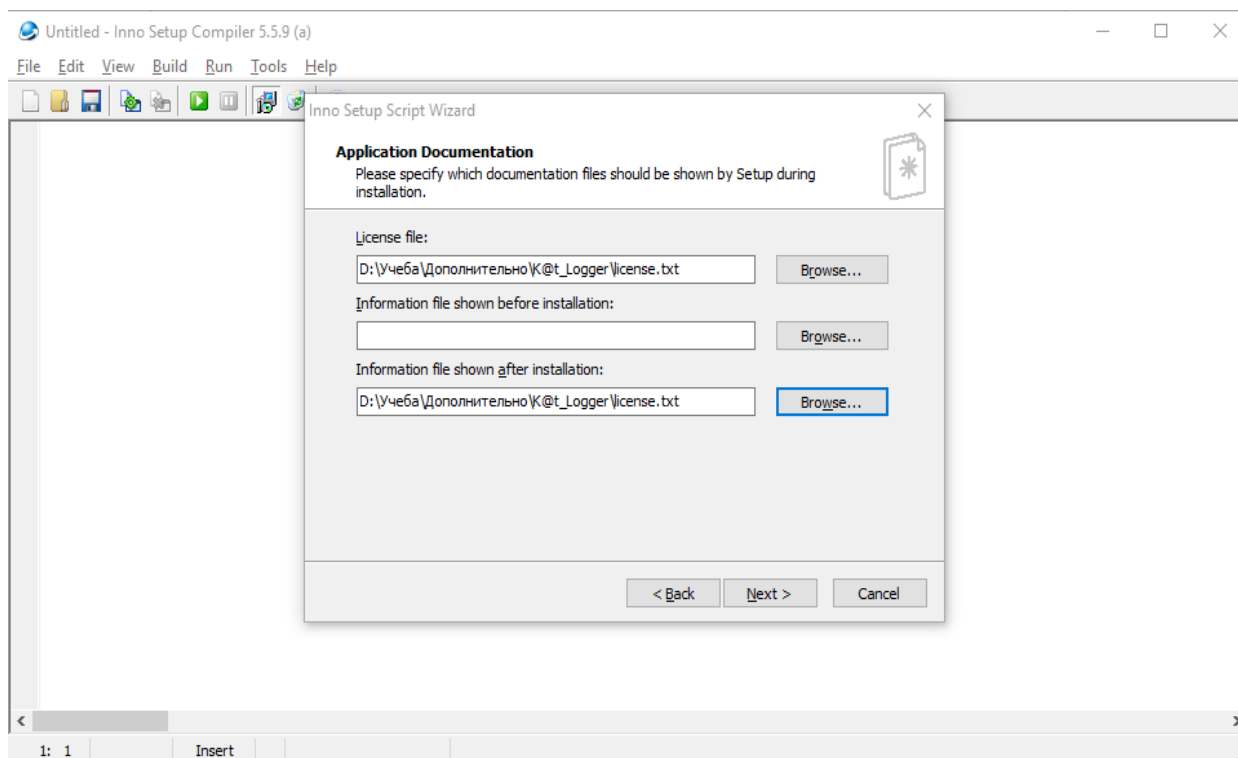 Untitled - Inno Setup Compiler 5.5.9 (a)
File Edit View Build Run Tools Help
Inno Setup Script Wizard
Application Documentation
Please specify which documentation files should be shown by Setup during
installation.
License file:
D:\Учеба\Дополнительно\K@t_Logger\license.txt
Browse...
Information file shown before installation:
Browse...
Information file shown after installation:
D:\Учеба\Дополнительно\K@t_Logger\license.txt
Browse...
< Back Next > Cancel
1: 1 Insert